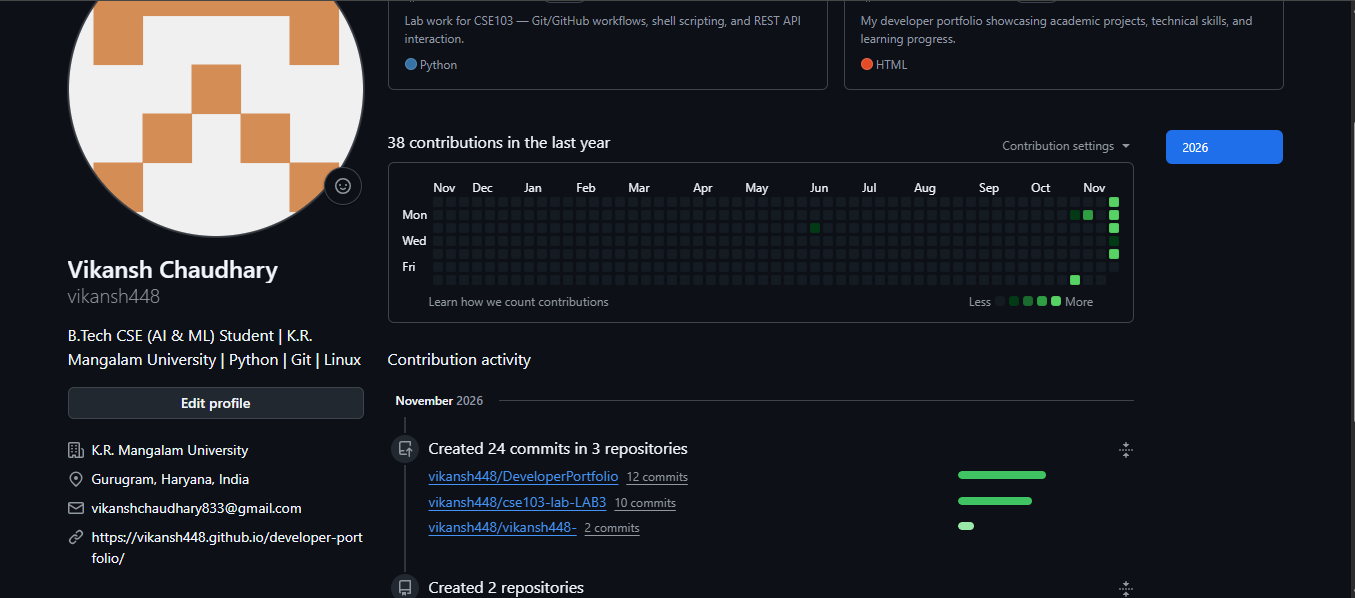 Lab work for CSE103 — Git/GitHub workflows, shell scripting, and REST API
interaction.
Python
My developer portfolio showcasing academic projects, technical skills, and
learning progress.
HTML
Vikansh Chaudhary
vikansh448
B.Tech CSE (AI & ML) Student | K.R.
Mangalam University | Python | Git | Linux
Edit profile
K.R. Mangalam University
Gurugram, Haryana, India
vikanshchaudhary833@gmail.com
https://vikansh448.github.io/developer-port
folio/
38 contributions in the last year
Contribution settings
2026
Nov Dec Jan Feb Mar Apr May Jun Jul Aug Sep Oct Nov
Mon
Wed
Fri
Learn how we count contributions
Less More
Contribution activity
November 2026
Created 24 commits in 3 repositories
vikansh448/DeveloperPortfolio 12 commits
vikansh448/cse103-lab-LAB3 10 commits
vikansh448/vikansh448- 2 commits
Created 2 repositories